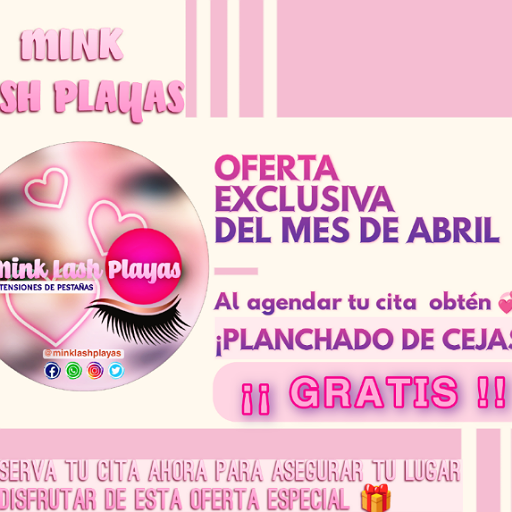 MINK
SH PLAYAS
OFERTA
EXCLUSIVA
DEL MES DE ABRIL
Mink Lash Playas
TENSIONES DE PESTAÑAS
@minklashplayas
Al agendar tu cita obtén 💞
¡PLANCHADO DE CEJAS
¡¡ GRATIS !!
SERVA TU CITA AHORA PARA ASEGURAR TU LUGAR
DISFRUTAR DE ESTA OFERTA ESPECIAL 🎁